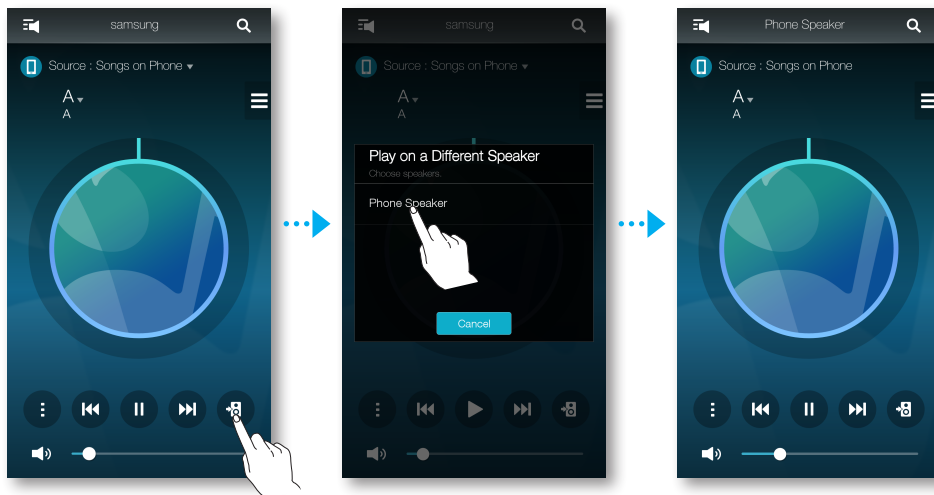 samsung
Source : Songs on Phone
A
A
samsung
Source : Songs on Phone
A
A
Play on a Different Speaker
Choose speakers.
Phone Speaker
Cancel
Phone Speaker
Source : Songs on Phone
A
A